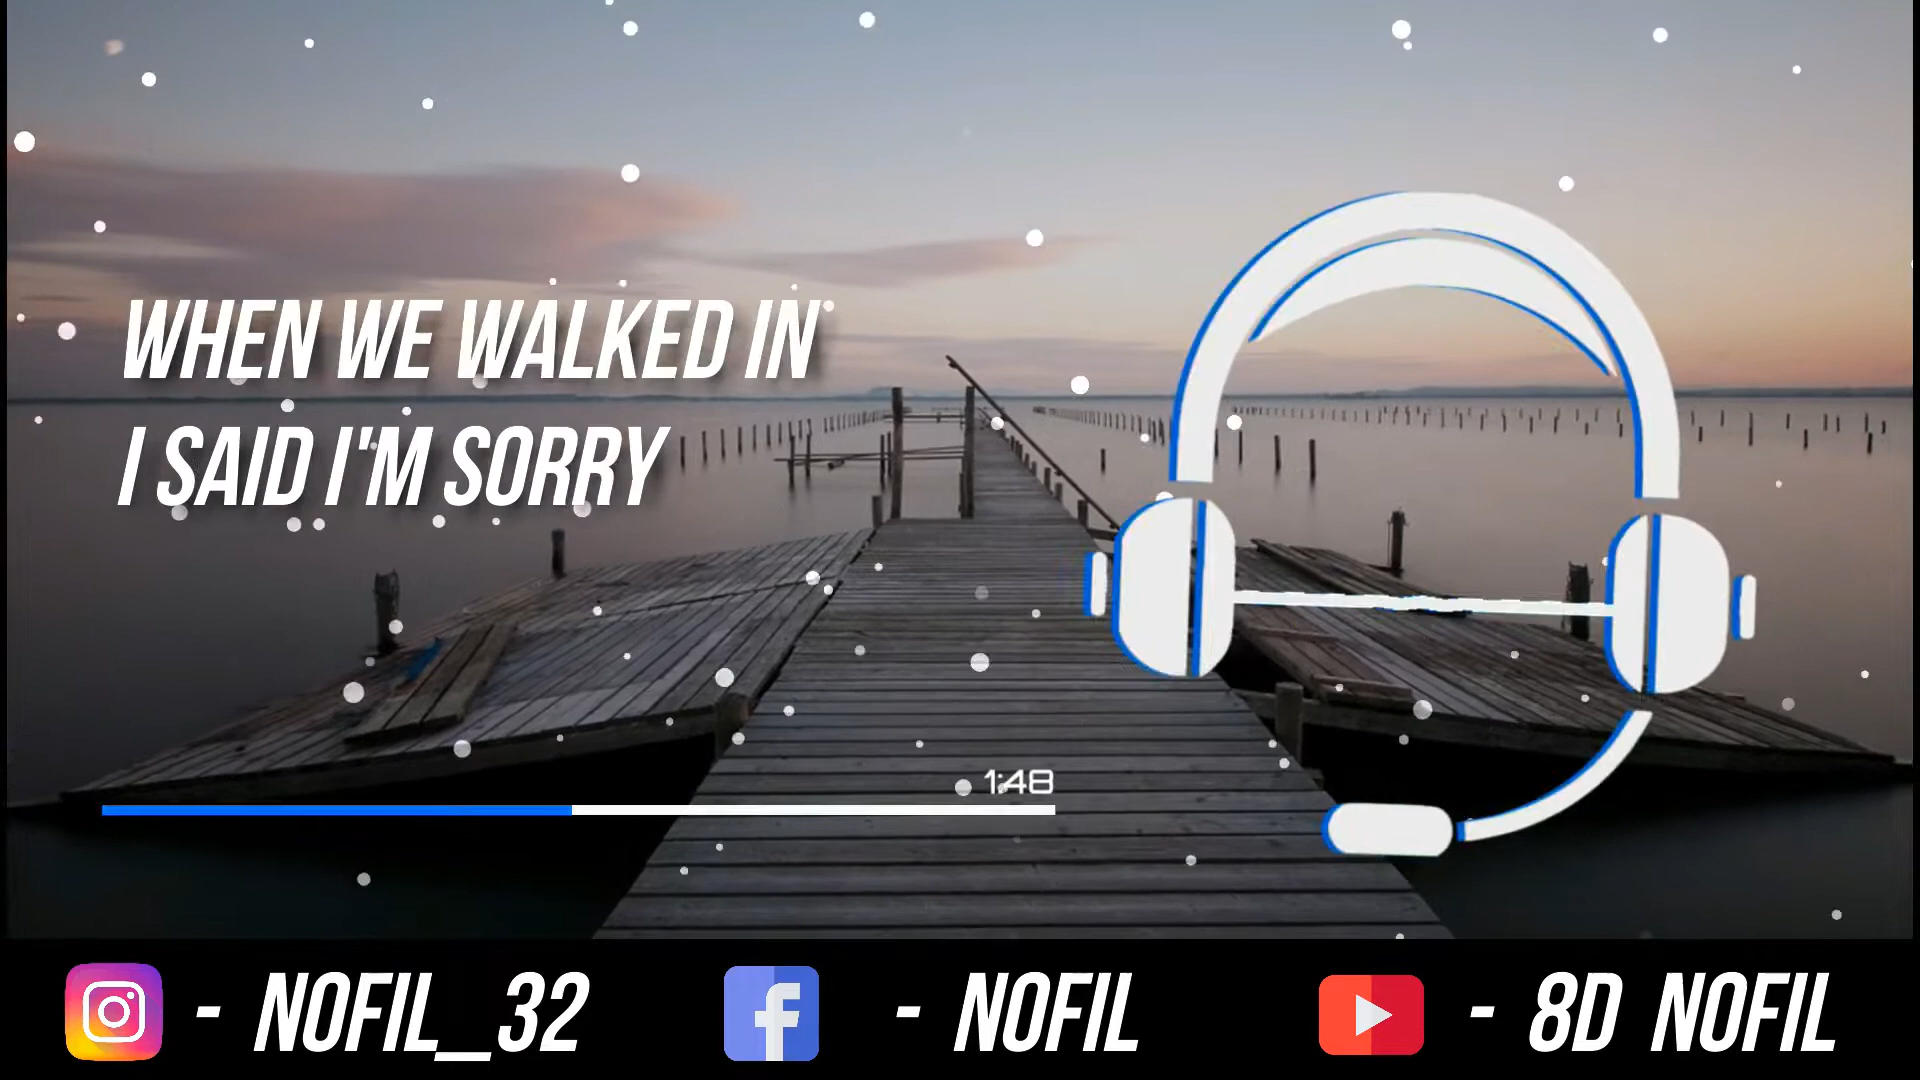 WHEN WE WALKED IN
I SAID I'M SORRY
1:48
- NOFIL_32
- NOFIL
- 8D NOFIL